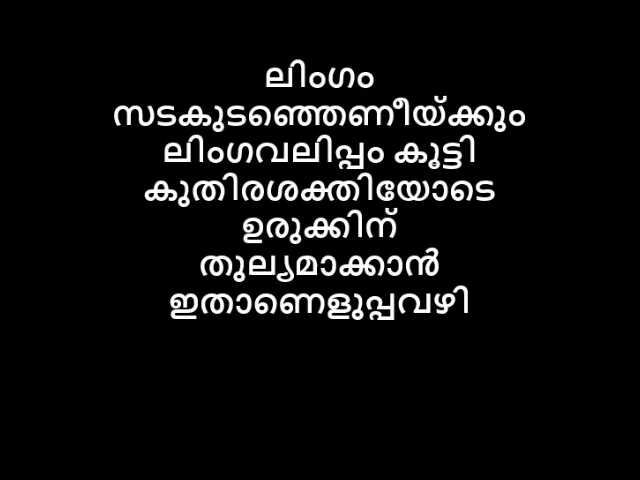 ലിംഗം
സടകുടഞ്ഞെണീയ്ക്കും
ലിംഗവലിപ്പം കൂട്ടി
കുതിരശക്തിയോടെ
ഉരുക്കിന്
തുല്യമാക്കാൻ
ഇതാണെളുപ്പവഴി